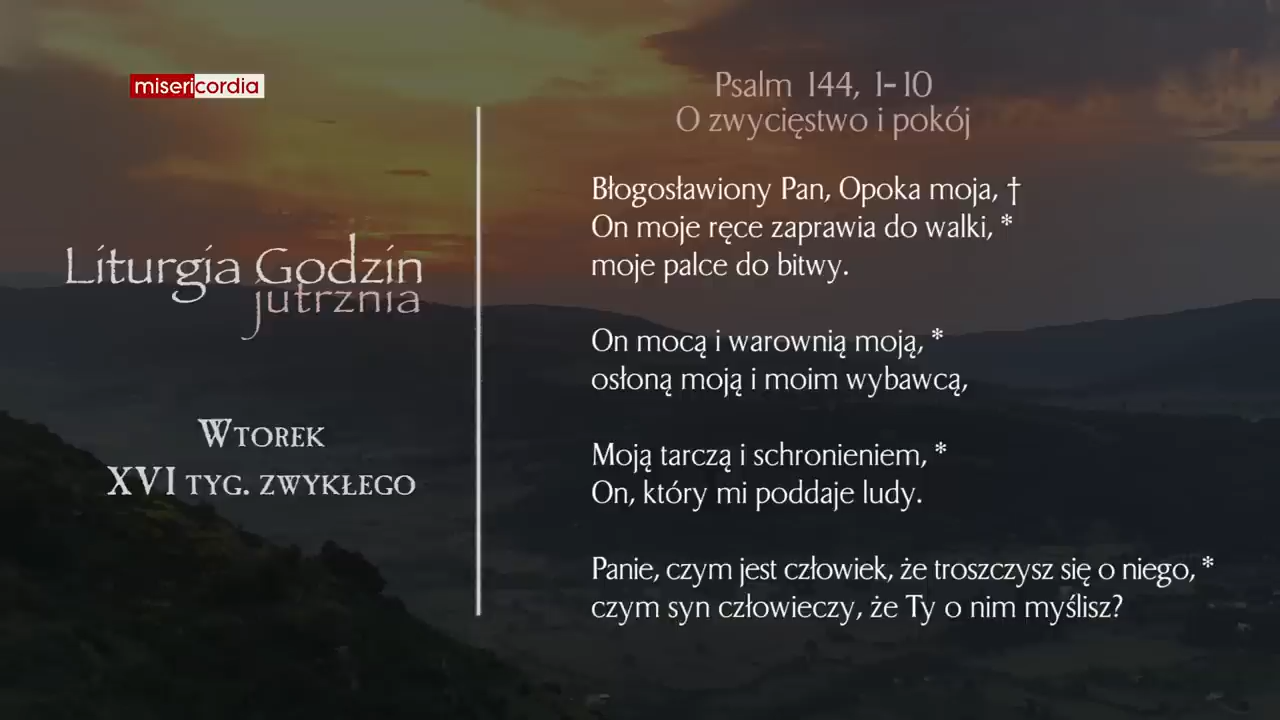 misericordia
Liturgia Godzin
jutrznia
Wtorek
XVI tyg. zwykłego
Psalm 144, 1-10
O zwycięstwo i pokój
Błogosławiony Pan, Opoka moja, †
On moje ręce zaprawia do walki, *
moje palce do bitwy.
On mocą i warownią moją, *
osłoną moją i moim wybawcą,
Moją tarczą i schronieniem, *
On, który mi poddaje ludy.
Panie, czym jest człowiek, że troszczysz się o niego, *
czym syn człowieczy, że Ty o nim myślisz?